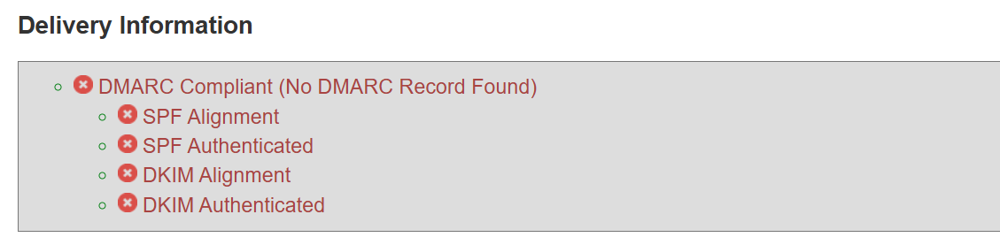 Delivery Information
DMARC Compliant (No DMARC Record Found)
SPF Alignment
SPF Authenticated
DKIM Alignment
DKIM Authenticated